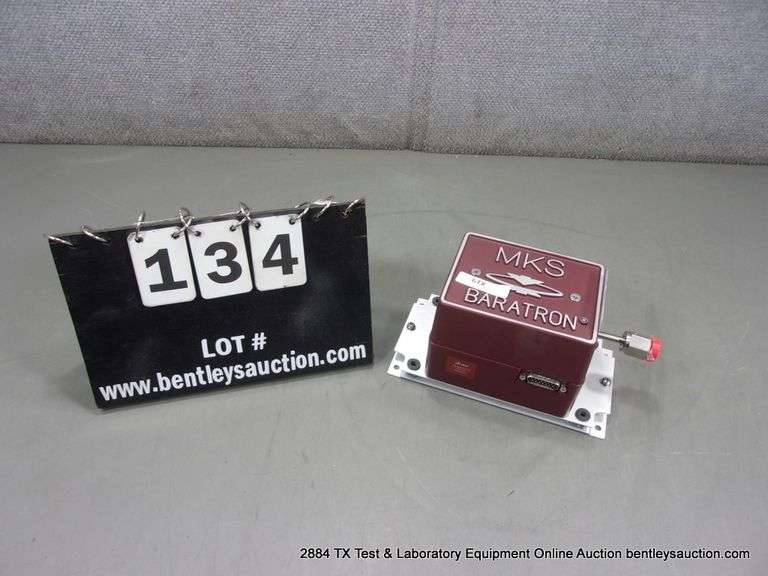 134
LOT #
www.bentleysauction.com
MKS
BARATRON
2884 TX Test & Laboratory Equipment Online Auction bentleysauction.com